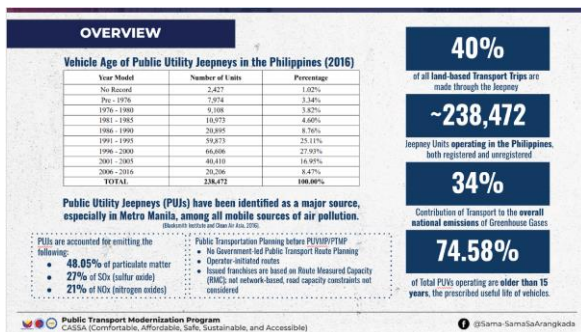 OVERVIEW
Vehicle Age of Public Utility Jeepneys in the Philippines (2016)
Year Model Number of Units Percentage
No Record 2,427 1.02%
Pre - 1976 7,974 3.34%
1976 - 1980 9,108 3.82%
1981 - 1985 10,973 4.60%
1986 - 1990 20,895 8.76%
1991 - 1995 59,873 25.11%
1996 - 2000 66,606 27.93%
2001 - 2005 40,410 16.95%
2006 - 2016 20,206 8.47%
TOTAL 238,472 100.00%
Public Utility Jeepneys (PUJs) have been identified as a major source,
especially in Metro Manila, among all mobile sources of air pollution.
(Blacksmith Institute and Clean Air Asia, 2016)
PUJs are accounted for emitting the
following:
• 48.05% of particulate matter
• 27% of SOx (sulfur oxide)
• 21% of NOx (nitrogen oxides)
Public Transportation Planning before PUVMP/PTMP
• No Government-led Public Transport Route Planning
• Operator-initiated routes
• Issued franchises are based on Route Measured Capacity
(RMC); not network-based, road capacity constraints not
considered
40%
of all land-based Transport Trips are
made through the Jeepney
~238,472
Jeepney Units operating in the Philippines,
both registered and unregistered
34%
Contribution of Transport to the overall
national emissions of Greenhouse Gases
74.58%
of Total PUVs operating are older than 15
years, the prescribed useful life of vehicles.
Public Transport Modernization Program
CASSA (Comfortable, Affordable, Safe, Sustainable, and Accessible)
@Sama-SamaSaArangkada